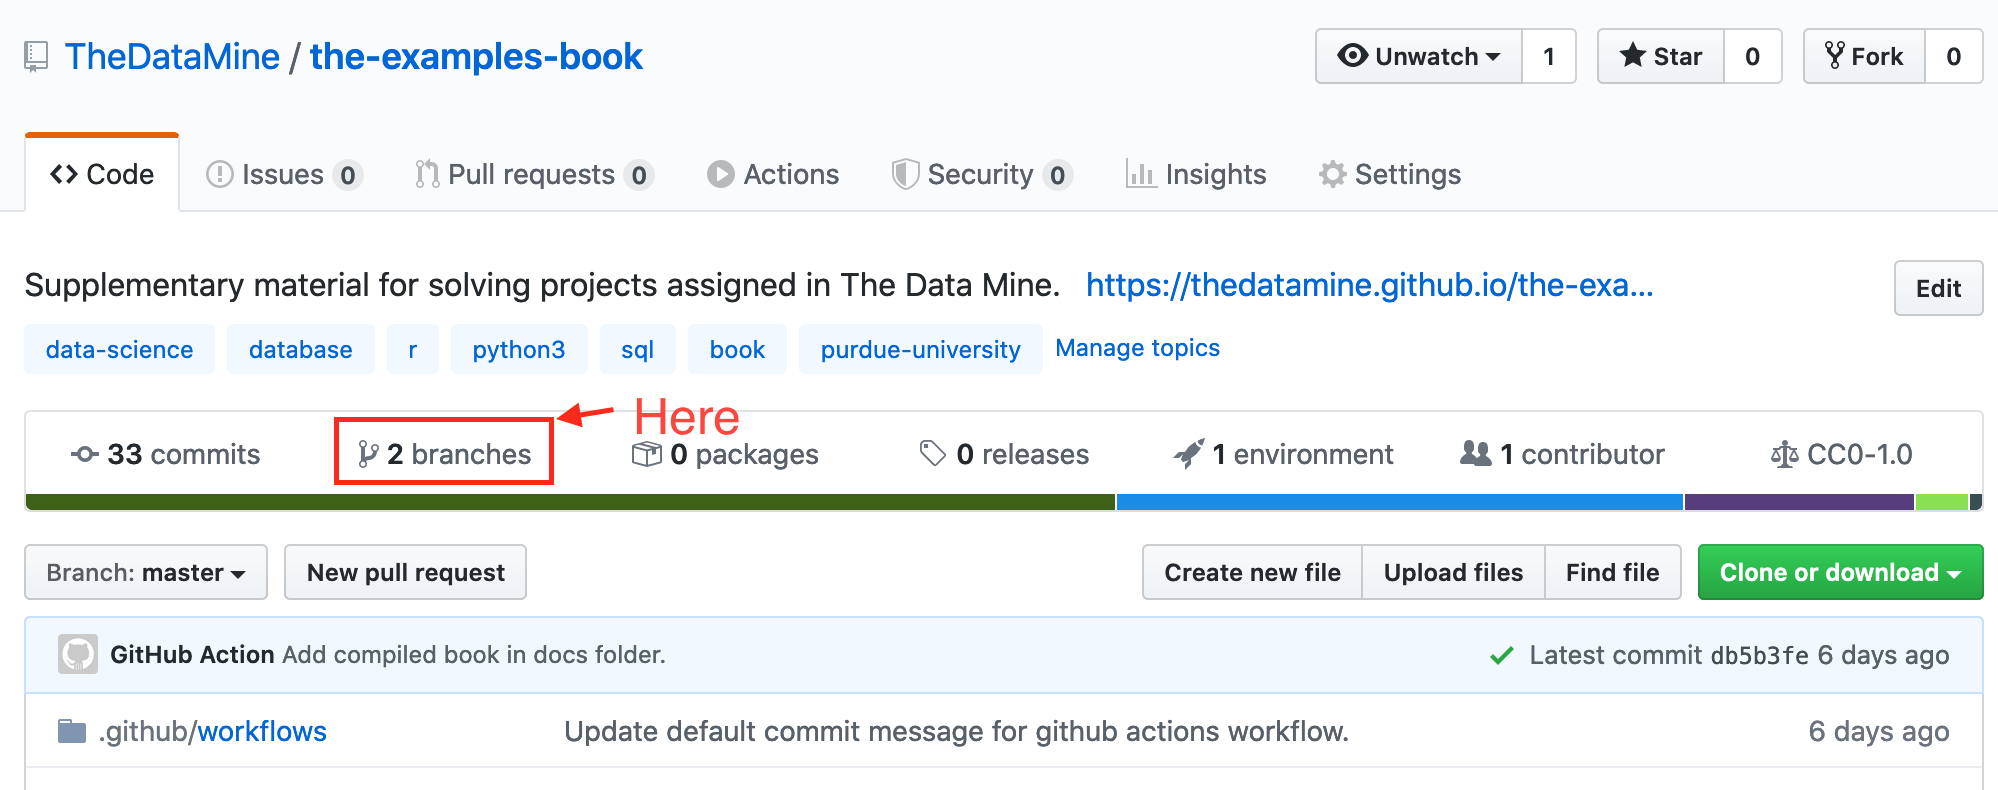 TheDataMine / the-examples-book Unwatch 1 Star 0 Fork 0
Code Issues 0 Pull requests 0 Actions Security 0 Insights Settings
Supplementary material for solving projects assigned in The Data Mine. https://thedatamine.github.io/the-exa... Edit
data-science database r python3 sql book purdue-university Manage topics
Here
33 commits 2 branches 0 packages 0 releases 1 environment 1 contributor CC0-1.0
Branch: master New pull request Create new file Upload files Find file Clone or download
GitHub Action Add compiled book in docs folder. Latest commit db5b3fe 6 days ago
.github/workflows Update default commit message for github actions workflow. 6 days ago